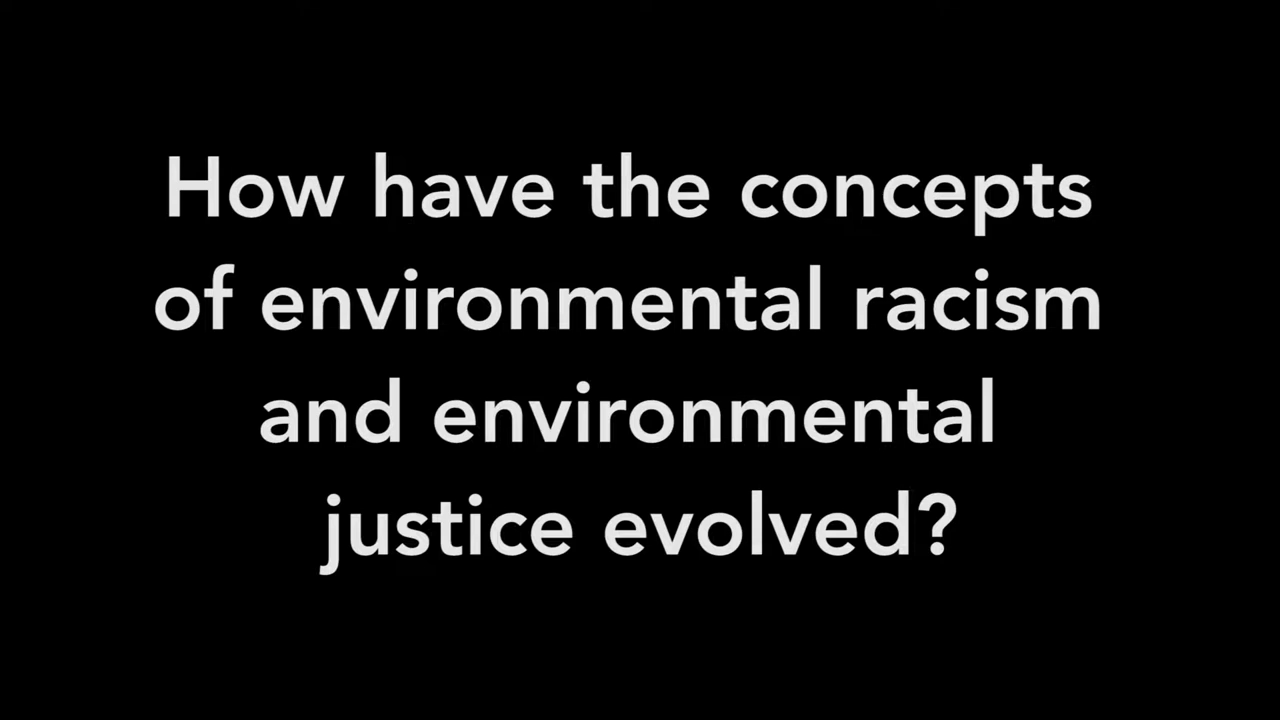 How have the concepts
of environmental racism
and environmental
justice evolved?